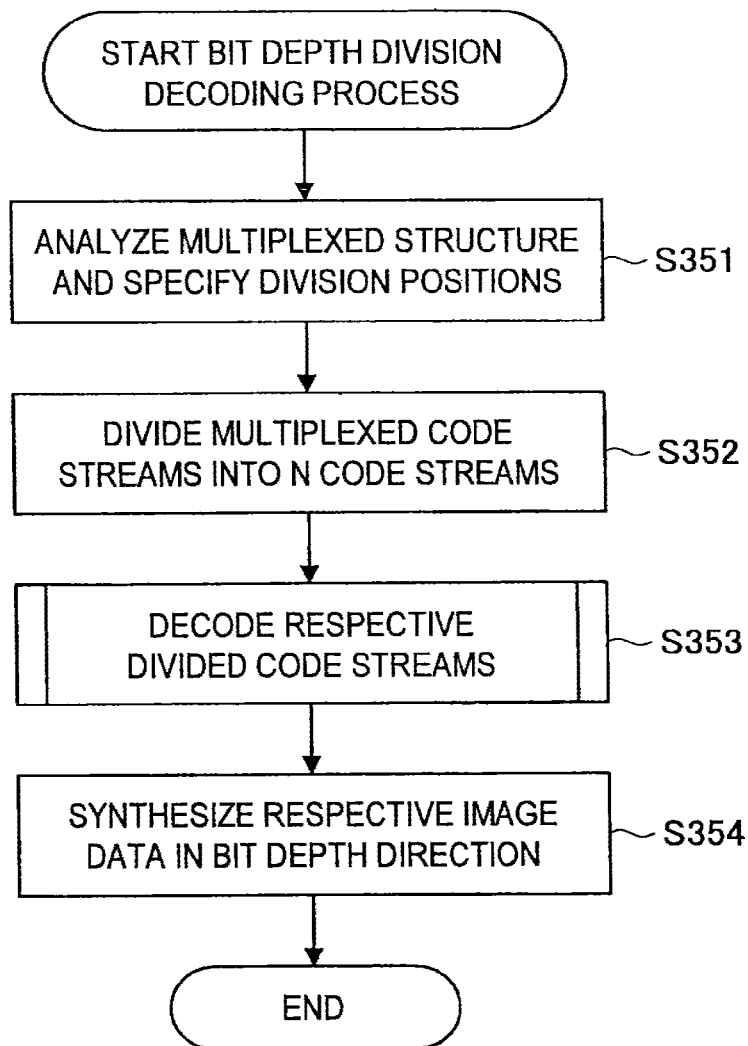 START BIT DEPTH DIVISION
DECODING PROCESS
ANALYZE MULTIPLEXED STRUCTURE
AND SPECIFY DIVISION POSITIONS
S351
DIVIDE MULTIPLEXED CODE
STREAMS INTO N CODE STREAMS
S352
DECODE RESPECTIVE
DIVIDED CODE STREAMS
S353
SYNTHESIZE RESPECTIVE IMAGE
DATA IN BIT DEPTH DIRECTION
S354
END